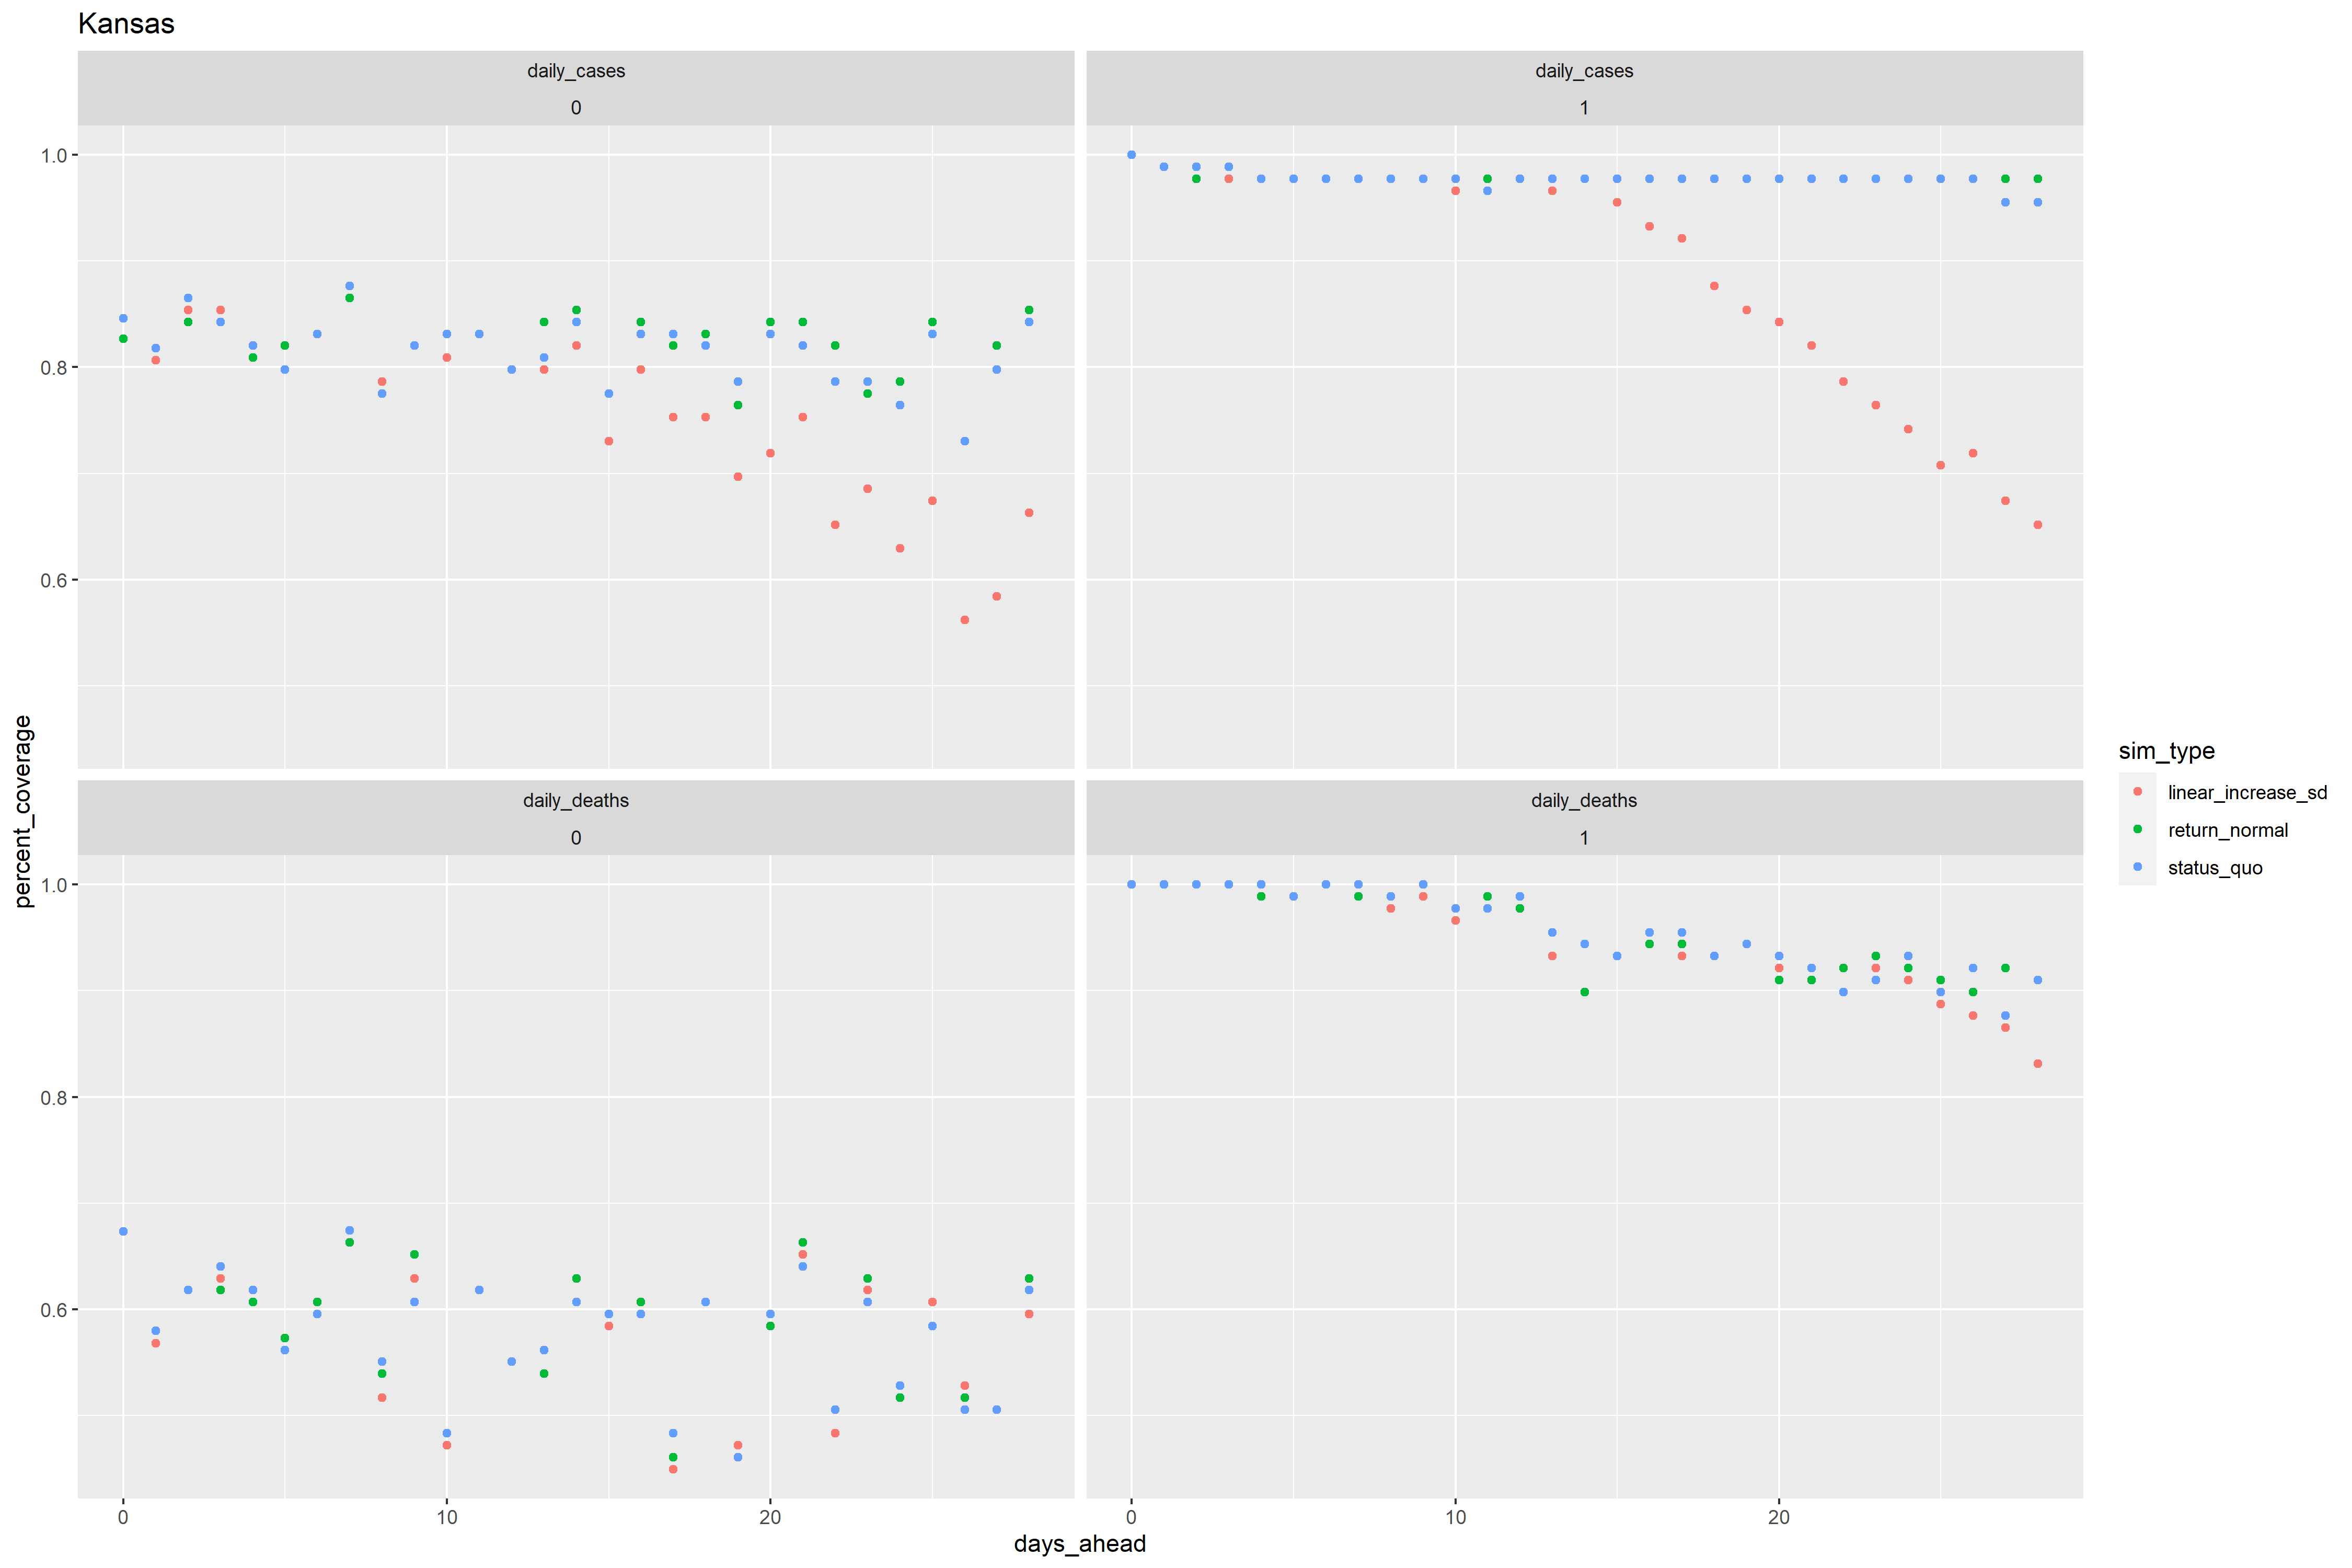 Kansas
daily_cases
0
daily_cases
1
1.0
0.8
0.6
percent_coverage
daily_deaths
0
daily_deaths
1
1.0
0.8
0.6
0
10
20
0
10
20
days_ahead
sim_type
linear_increase_sd
return_normal
status_quo